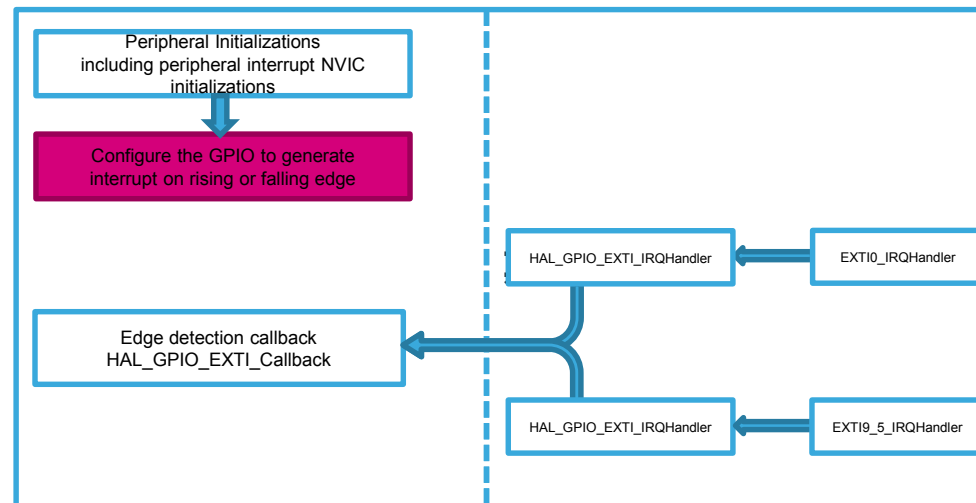 Peripheral Initializations
including peripheral interrupt NVIC
initializations
Configure the GPIO to generate
interrupt on rising or falling edge
HAL_GPIO_EXTI_IRQHandler
EXTI0_IRQHandler
Edge detection callback
HAL_GPIO_EXTI_Callback
HAL_GPIO_EXTI_IRQHandler
EXTI9_5_IRQHandler